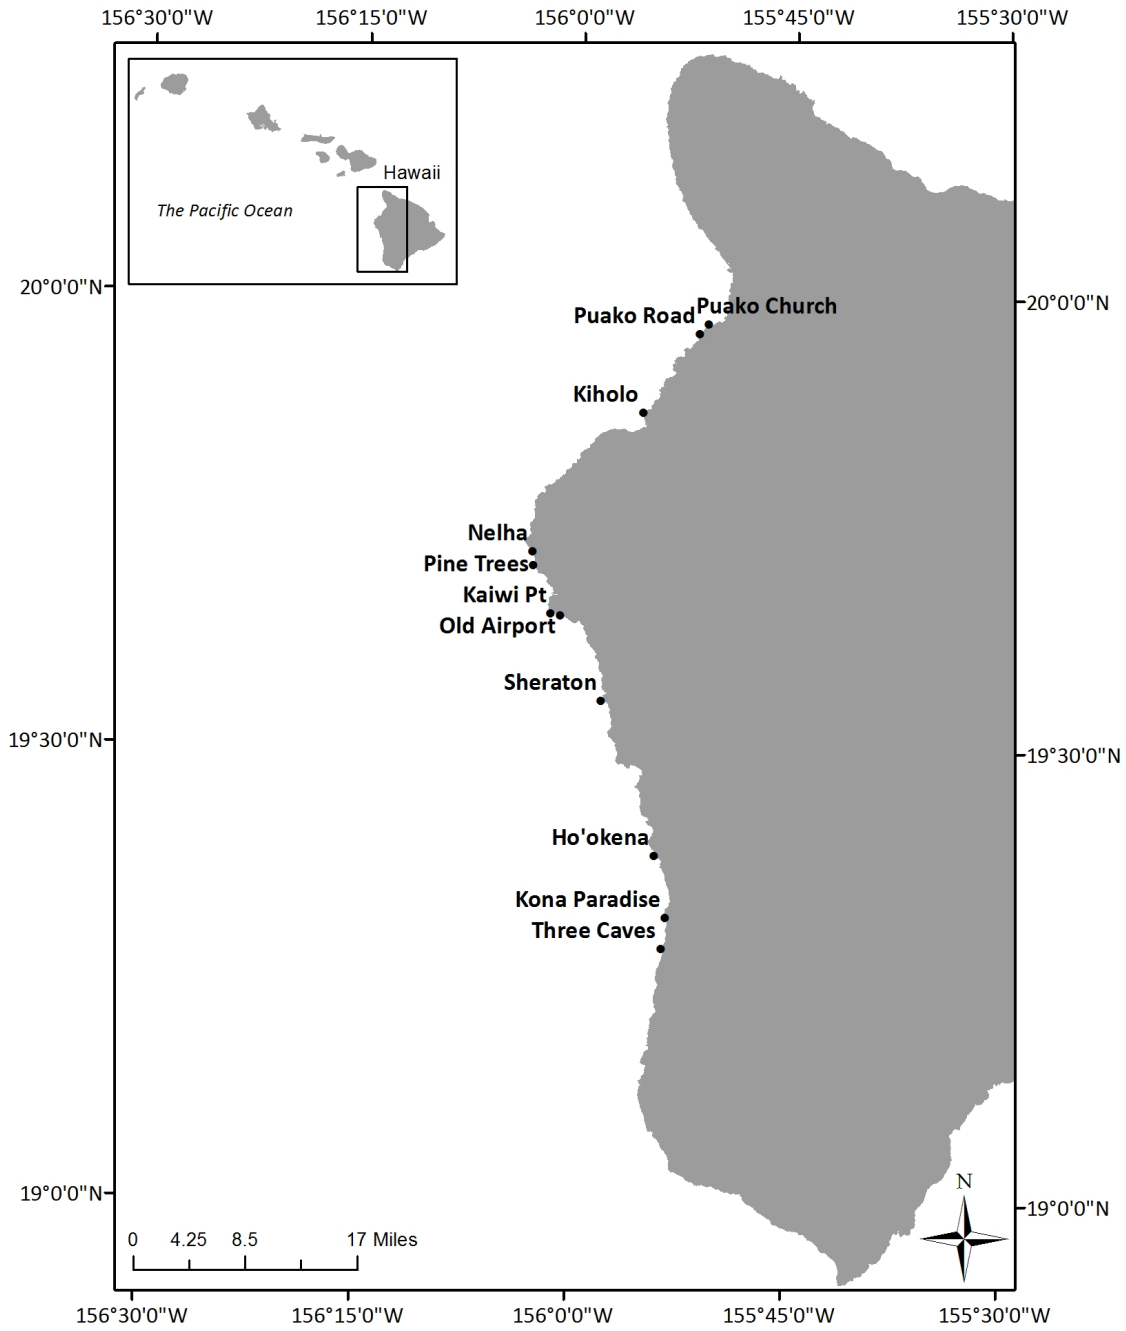 156°30'0"W
156°15'0"W
156°0'0"W
155°45'0"W
155°30'0"W
Hawaii
The Pacific Ocean
20°0'0"N
20°0'0"N
Puako Church
Puako Road
Kiholo
Nelha
Pine Trees
Kaiwi Pt
Old Airport
Sheraton
19°30'0"N
19°30'0"N
Ho'okena
Kona Paradise
Three Caves
N
19°0'0"N
19°0'0"N
0 4.25 8.5 17 Miles
156°30'0"W
156°15'0"W
156°0'0"W
155°45'0"W
155°30'0"W